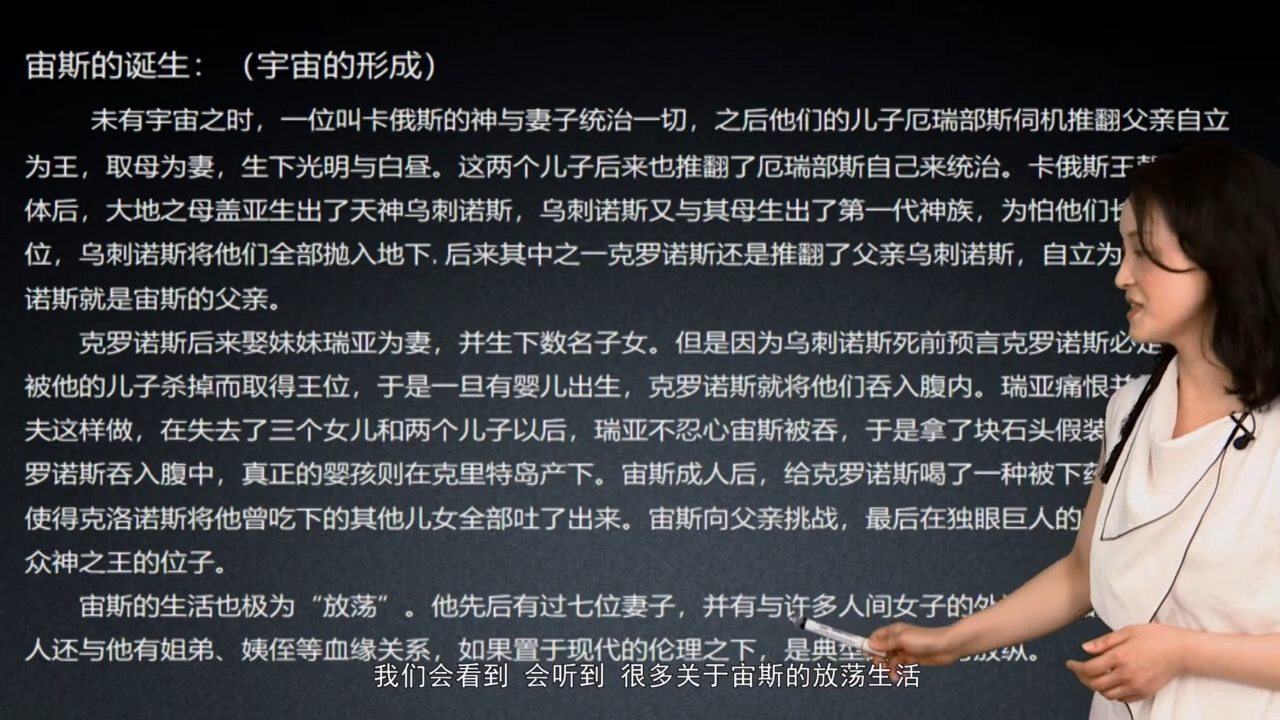 宙斯的诞生：（宇宙的形成）
未有宇宙之时，一位叫卡俄斯的神与妻子统治一切，之后他们的儿子厄瑞部斯伺机推翻父亲自立
为王，取母为妻，生下光明与白昼。这两个儿子后来也推翻了厄瑞部斯自己来统治。卡俄斯王
体后，大地之母盖亚生出了天神乌刺诺斯，乌刺诺斯又与其母生出了第一代神族，为怕他们
位，乌刺诺斯将他们全部抛入地下.后来其中之一克罗诺斯还是推翻了父亲乌刺诺斯，自立为
诺斯就是宙斯的父亲。
克罗诺斯后来娶妹妹瑞亚为妻，并生下数名子女。但是因为乌刺诺斯死前预言克罗诺斯必
被他的儿子杀掉而取得王位，于是一旦有婴儿出生，克罗诺斯就将他们吞入腹内。瑞亚痛恨
夫这样做，在失去了三个女儿和两个儿子以后，瑞亚不忍心宙斯被吞，于是拿了块石头假装
罗诺斯吞入腹中，真正的婴孩则在克里特岛产下。宙斯成人后，给克罗诺斯喝了一种被下
使得克洛诺斯将他曾吃下的其他儿女全部吐了出来。宙斯向父亲挑战，最后在独眼巨人的
众神之王的位子。
宙斯的生活也极为“放荡”。他先后有过七位妻子，并有与许多人间女子的外
人还与他有姐弟、姨侄等血缘关系，如果置于现代的伦理之下，是典型 放纵。
我们会看到 会听到 很多关于宙斯的放荡生活